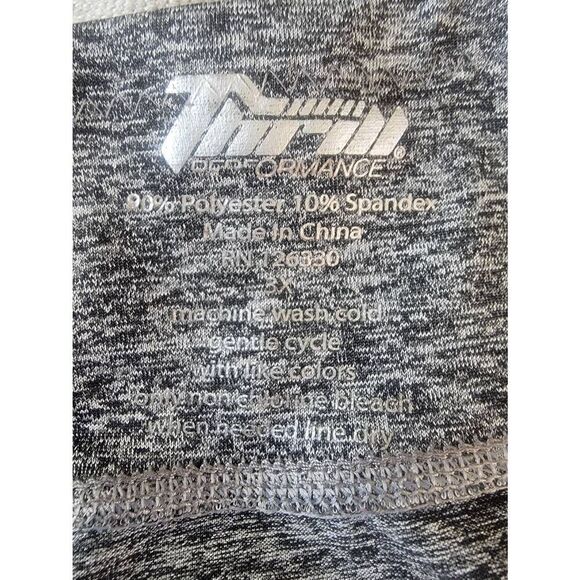 Thrill
PERFORMANCE®
90% Polyester 10% Spandex
Made In China
RN 126330
3X
machine wash cold
gentle cycle
with like colors
only non chlorine bleach
when needed line dry